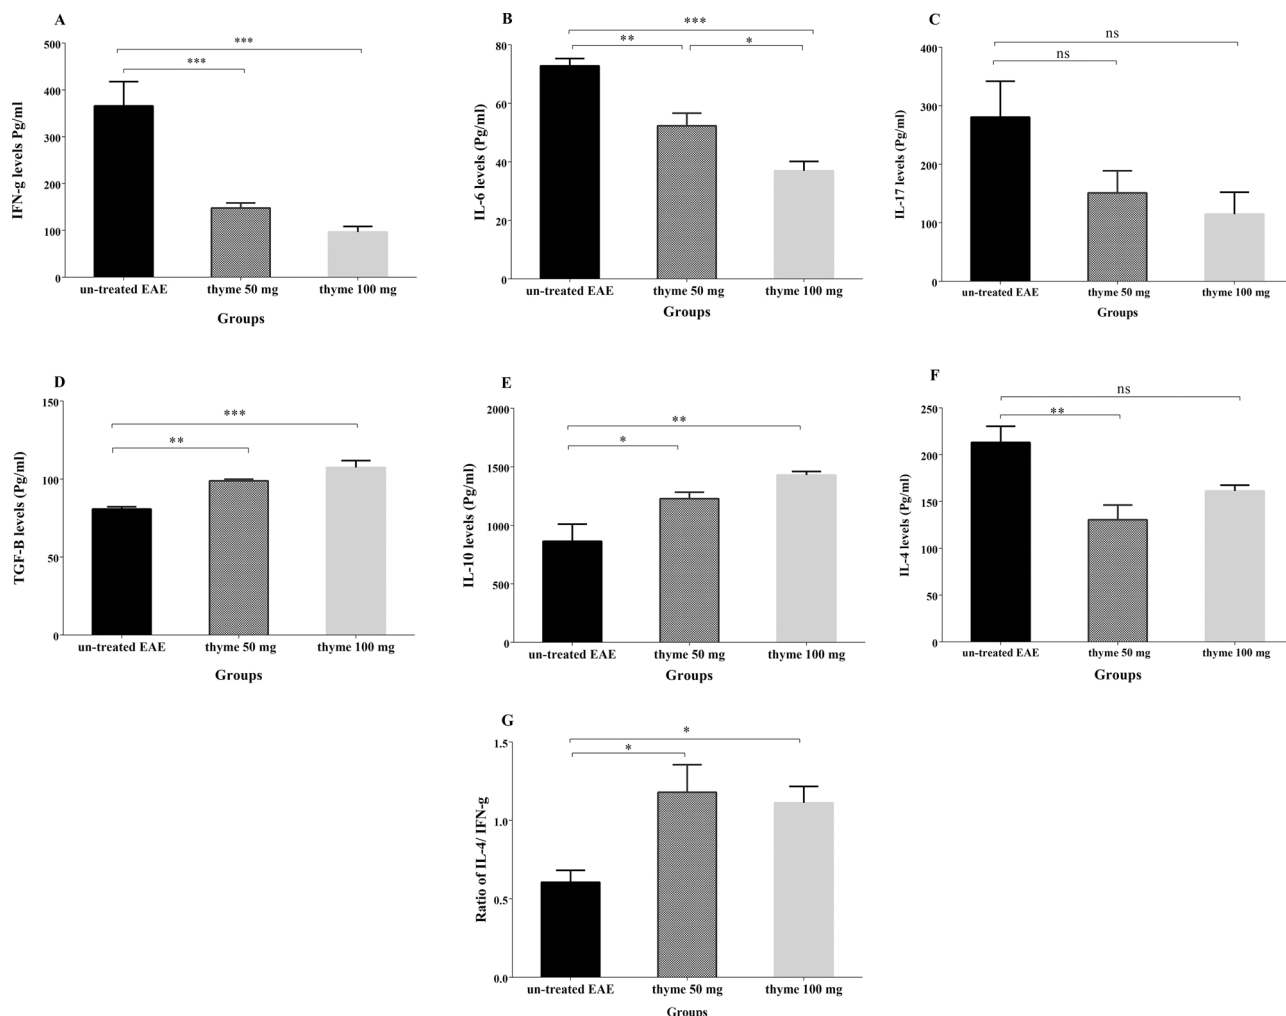 A
***
***
IFN-g levels Pg/ml
500
400
300
200
100
0
un-treated EAE thyme 50 mg thyme 100 mg
Groups
B
***
** *
IL-6 levels (Pg/ml)
80
60
40
20
0
un-treated EAE thyme 50 mg thyme 100 mg
Groups
C
ns
ns
IL-17 levels (Pg/ml)
400
300
200
100
0
un-treated EAE thyme 50 mg thyme 100 mg
Groups
D
***
**
TGF-B levels (Pg/ml)
150
100
50
0
un-treated EAE thyme 50 mg thyme 100 mg
Groups
E
**
*
IL-10 levels (Pg/ml)
2000
1500
1000
500
0
un-treated EAE thyme 50 mg thyme 100 mg
Groups
F
ns
**
IL-4 levels (Pg/ml)
250
200
150
100
50
0
un-treated EAE thyme 50 mg thyme 100 mg
Groups
G
*
*
Ratio of IL-4/ IFN-g
1.5
1.0
0.5
0.0
un-treated EAE thyme 50 mg thyme 100 mg
Groups